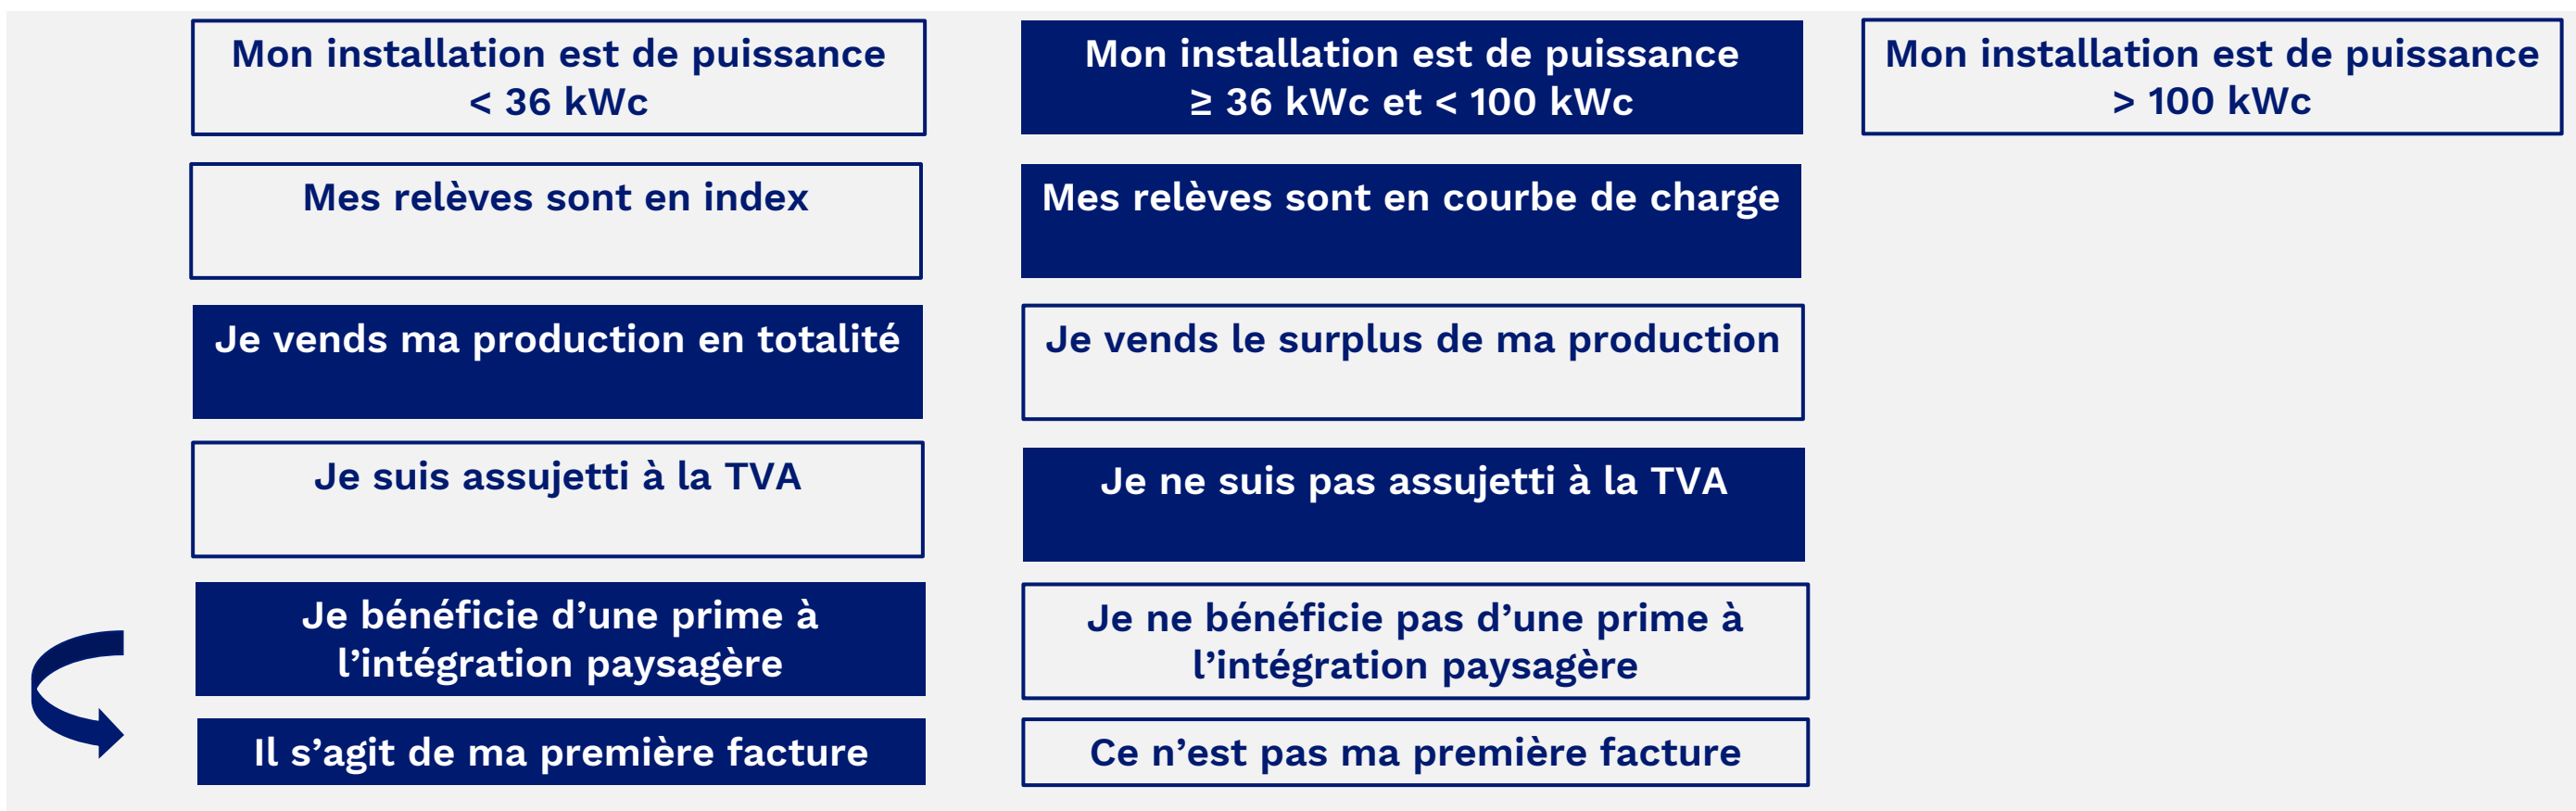 Mon installation est de puissance
< 36 kWc
Mon installation est de puissance
≥ 36 kWc et < 100 kWc
Mon installation est de puissance
> 100 kWc
Mes relèves sont en index
Mes relèves sont en courbe de charge
Je vends ma production en totalité
Je vends le surplus de ma production
Je suis assujetti à la TVA
Je ne suis pas assujetti à la TVA
Je bénéficie d’une prime à
l’intégration paysagère
Je ne bénéficie pas d’une prime à
l’intégration paysagère
Il s’agit de ma première facture
Ce n’est pas ma première facture